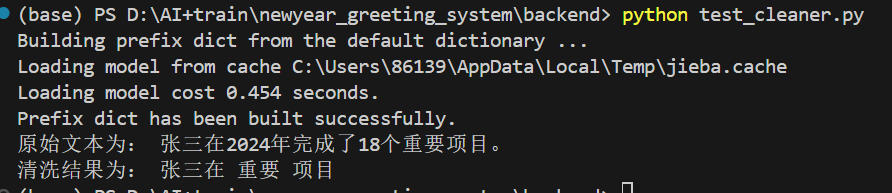 (base) PS D:\AI+train\newyear_greeting_system\backend> python test_cleaner.py
Building prefix dict from the default dictionary ...
Loading model from cache C:\Users\86139\AppData\Local\Temp\jieba.cache
Loading model cost 0.454 seconds.
Prefix dict has been built successfully.
原始文本为： 张三在2024年完成了18个重要项目。
清洗结果为： 张三在 重要 项目